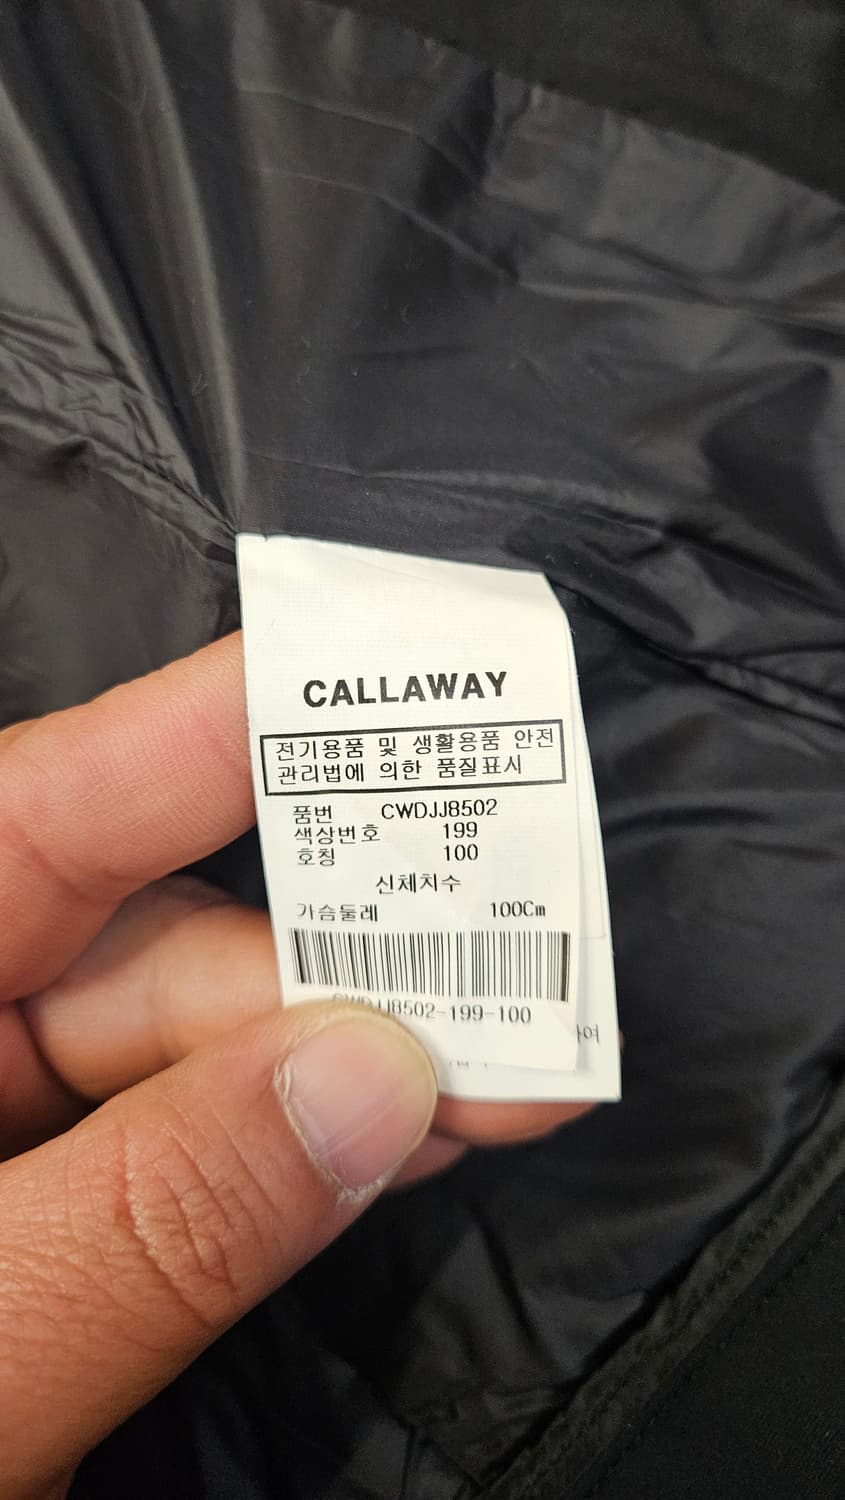 CALLAWAY
전기용품 및 생활용품 안전
관리법에 의한 품질표시
품번 CWDJJ8502
색상번호 199
호칭 100
신체치수
가슴둘레 100Cm
CWDJJ8502-199-100